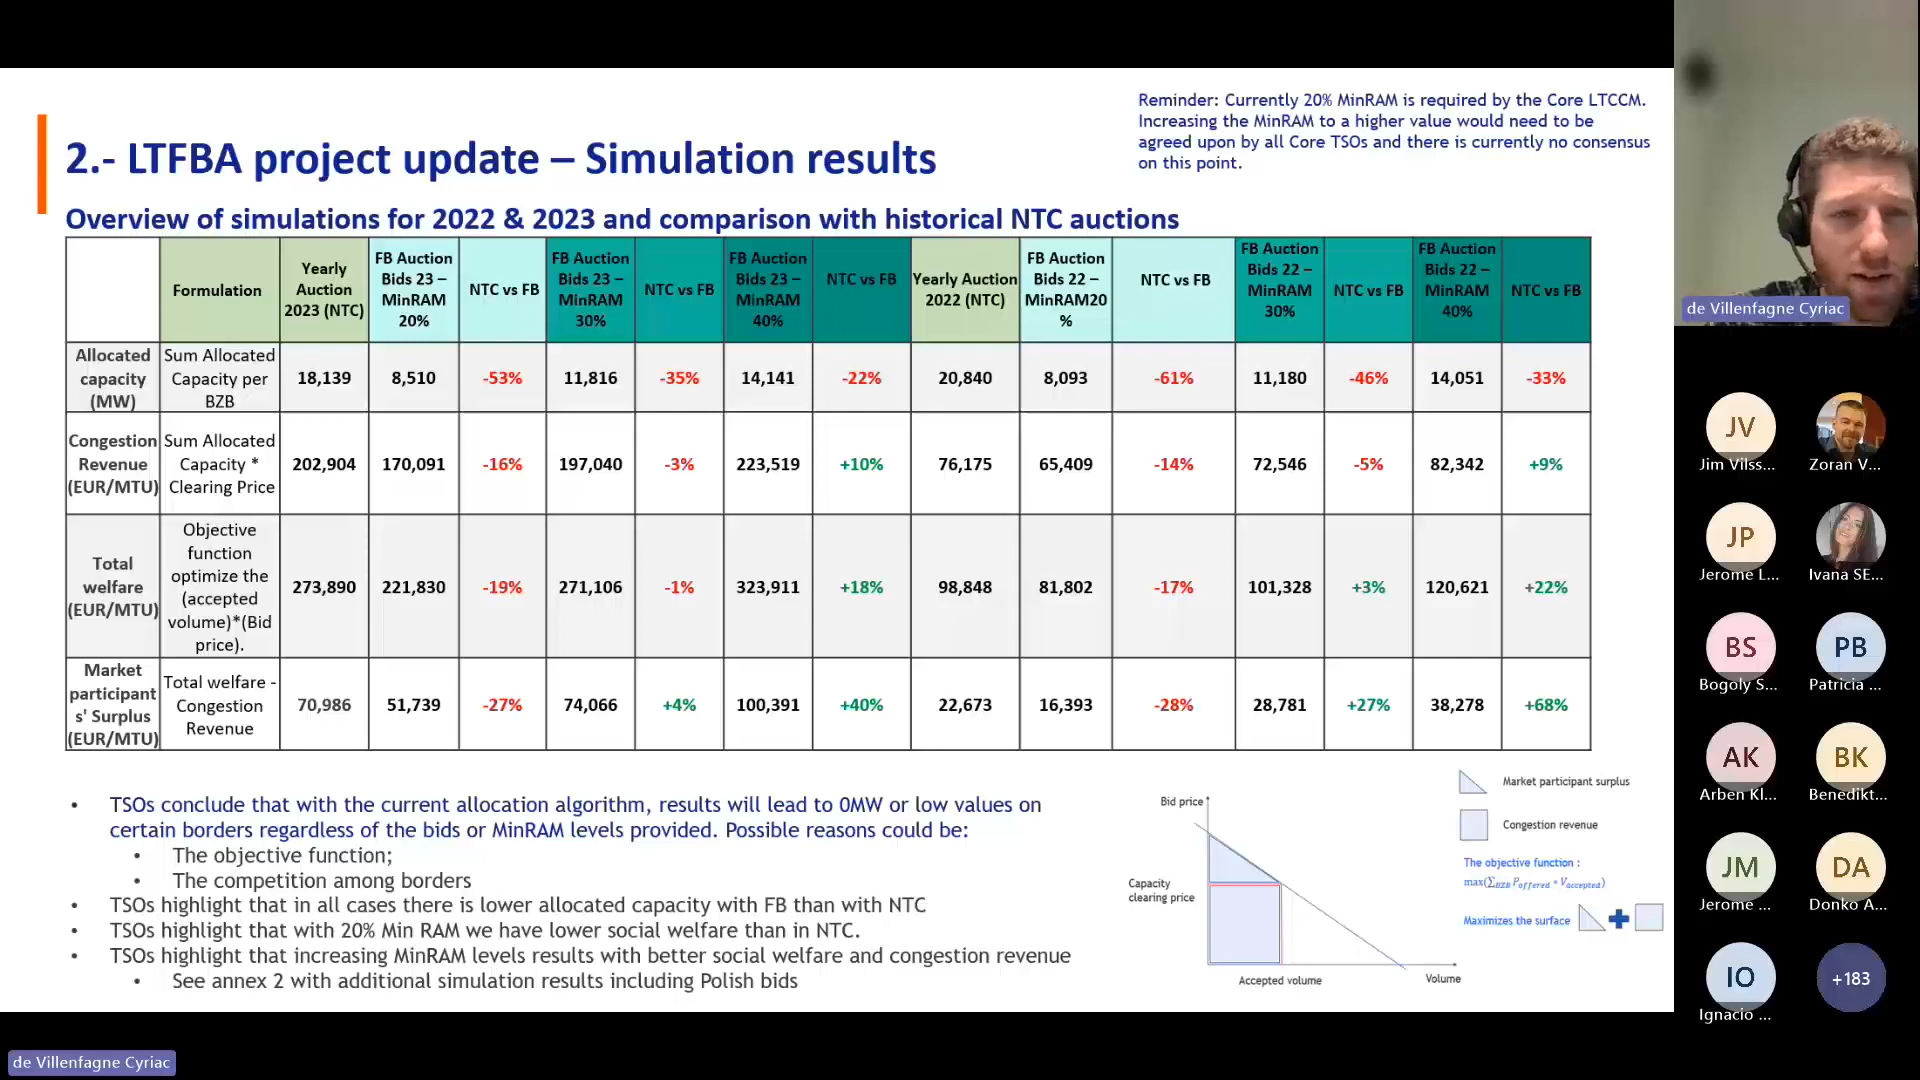 Reminder: Currently 20% MinRAM is required by the Core LTCCM.
Increasing the MinRAM to a higher value would need to be
agreed upon by all Core TSOs and there is currently no consensus
on this point.
2.- LTFBA project update – Simulation results
Overview of simulations for 2022 & 2023 and comparison with historical NTC auctions
Formulation
Yearly
Auction
2023 (NTC)
FB Auction
Bids 23 –
MinRAM
20%
NTC vs FB
FB Auction
Bids 23 –
MinRAM
30%
NTC vs FB
FB Auction
Bids 23 –
MinRAM
40%
NTC vs FB
Yearly Auction
2022 (NTC)
FB Auction
Bids 22 –
MinRAM20
%
NTC vs FB
FB Auction
Bids 22 –
MinRAM
30%
NTC vs FB
FB Auction
Bids 22 –
MinRAM
40%
NTC vs FB
Allocated
capacity
(MW)
Sum Allocated
Capacity per
BZB
18,139 8,510 -53% 11,816 -35% 14,141 -22% 20,840 8,093 -61% 11,180 -46% 14,051 -33%
Congestion
Revenue
(EUR/MTU)
Sum Allocated
Capacity *
Clearing Price
202,904 170,091 -16% 197,040 -3% 223,519 +10% 76,175 65,409 -14% 72,546 -5% 82,342 +9%
Total
welfare
(EUR/MTU)
Objective
function
optimize the
(accepted
volume)*(Bid
price).
273,890 221,830 -19% 271,106 -1% 323,911 +18% 98,848 81,802 -17% 101,328 +3% 120,621 +22%
Market
participant
s' Surplus
(EUR/MTU)
Total welfare -
Congestion
Revenue
70,986 51,739 -27% 74,066 +4% 100,391 +40% 22,673 16,393 -28% 28,781 +27% 38,278 +68%
• TSOs conclude that with the current allocation algorithm, results will lead to 0MW or low values on
certain borders regardless of the bids or MinRAM levels provided. Possible reasons could be:
• The objective function;
• The competition among borders
• TSOs highlight that in all cases there is lower allocated capacity with FB than with NTC
• TSOs highlight that with 20% Min RAM we have lower social welfare than in NTC.
• TSOs highlight that increasing MinRAM levels results with better social welfare and congestion revenue
• See annex 2 with additional simulation results including Polish bids
Bid price
Capacity
clearing price
Accepted volume
Volume
Market participant surplus
Congestion revenue
The objective function :
max(∑BZB Poffered * Vaccepted)
Maximizes the surface
de Villenfagne Cyriac
JV
Jim Vilss...
Zoran V...
JP
Jerome L...
Ivana SE...
BS
Bogoly S...
PB
Patricia ...
AK
Arben Kl...
BK
Benedikt...
JM
Jerome ...
DA
Donko A...
IO
Ignacio ...
+183
de Villenfagne Cyriac